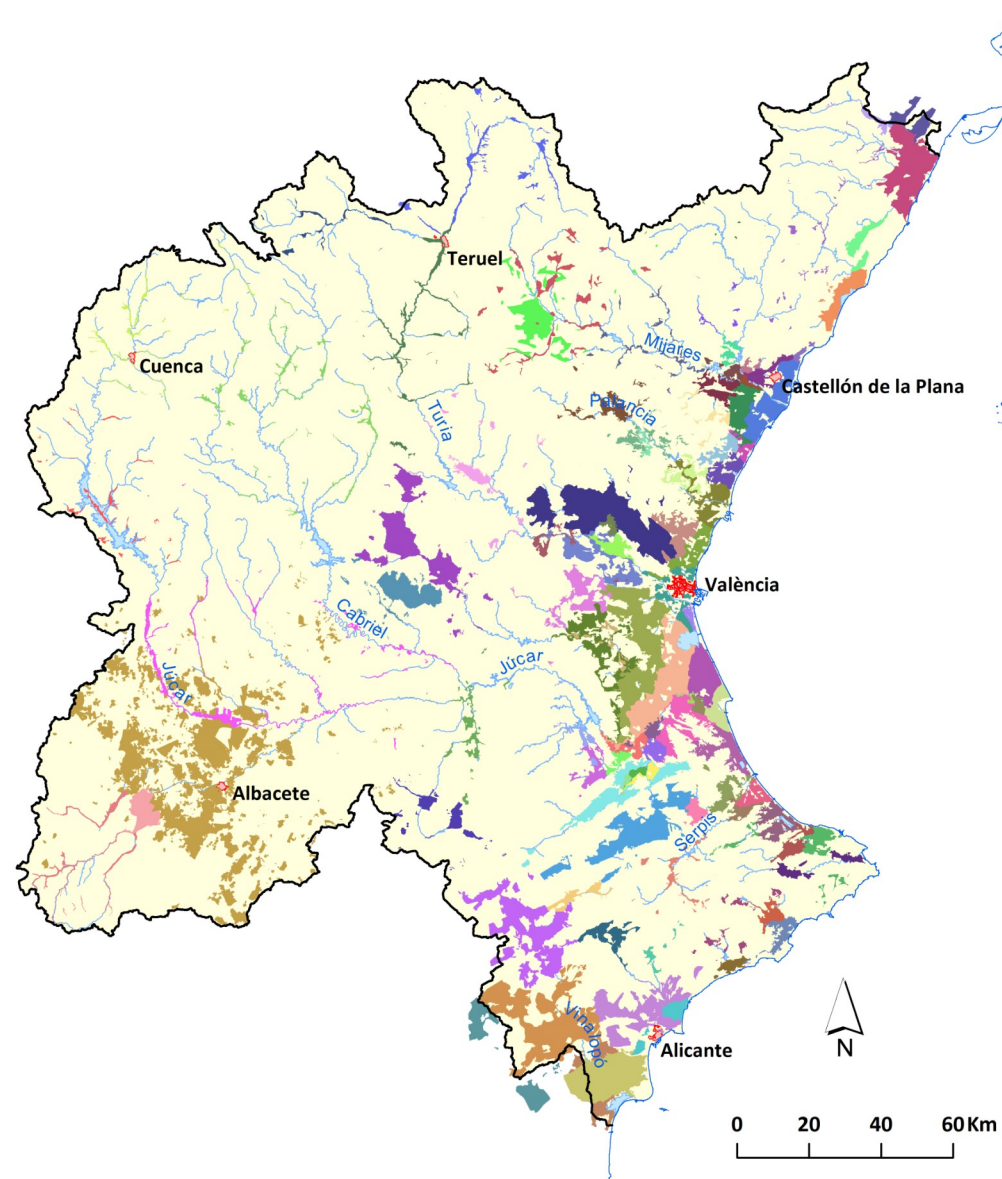 Teruel
Mijares
Cuenca
Castellón de la Plana
Palancia
Turia
València
Cabriel
Júcar
Júcar
Albacete
Serpis
Vinalopó
Alicante
N
0 20 40 60 Km